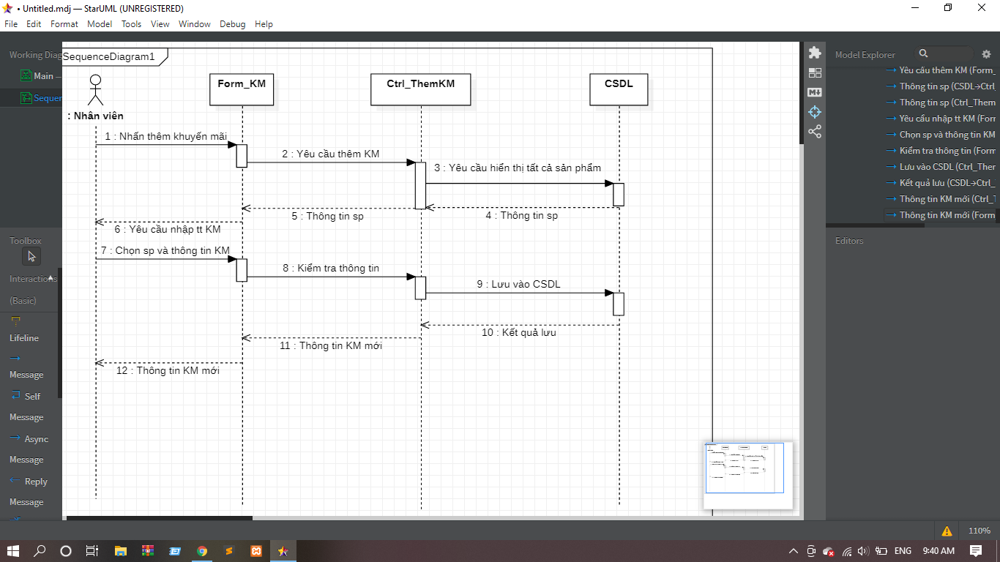 • Untitled.mdj — StarUML (UNREGISTERED)
File Edit Format Model Tools View Window Debug Help
Working Diag
Main —
Sequen
SequenceDiagram1
: Nhân viên
Form_KM
Ctrl_ThemKM
CSDL
1 : Nhấn thêm khuyến mãi
2 : Yêu cầu thêm KM
3 : Yêu cầu hiển thị tất cả sản phẩm
4 : Thông tin sp
5 : Thông tin sp
6 : Yêu cầu nhập tt KM
7 : Chọn sp và thông tin KM
8 : Kiểm tra thông tin
9 : Lưu vào CSDL
10 : Kết quả lưu
11 : Thông tin KM mới
12 : Thông tin KM mới
Toolbox
Interactions
(Basic)
Lifeline
Message
Self
Message
Async
Message
Reply
Message
Model Explorer
Yêu cầu thêm KM (Form_
Thông tin sp (CSDL→Ctrl_
Thông tin sp (Ctrl_Them
Yêu cầu nhập tt KM (For
Chọn sp và thông tin KM
Kiểm tra thông tin (Form
Lưu vào CSDL (Ctrl_Ther
Kết quả lưu (CSDL→Ctrl_
Thông tin KM mới (Ctrl_T
Thông tin KM mới (Form
Editors
M
110%
ENG 9:40 AM